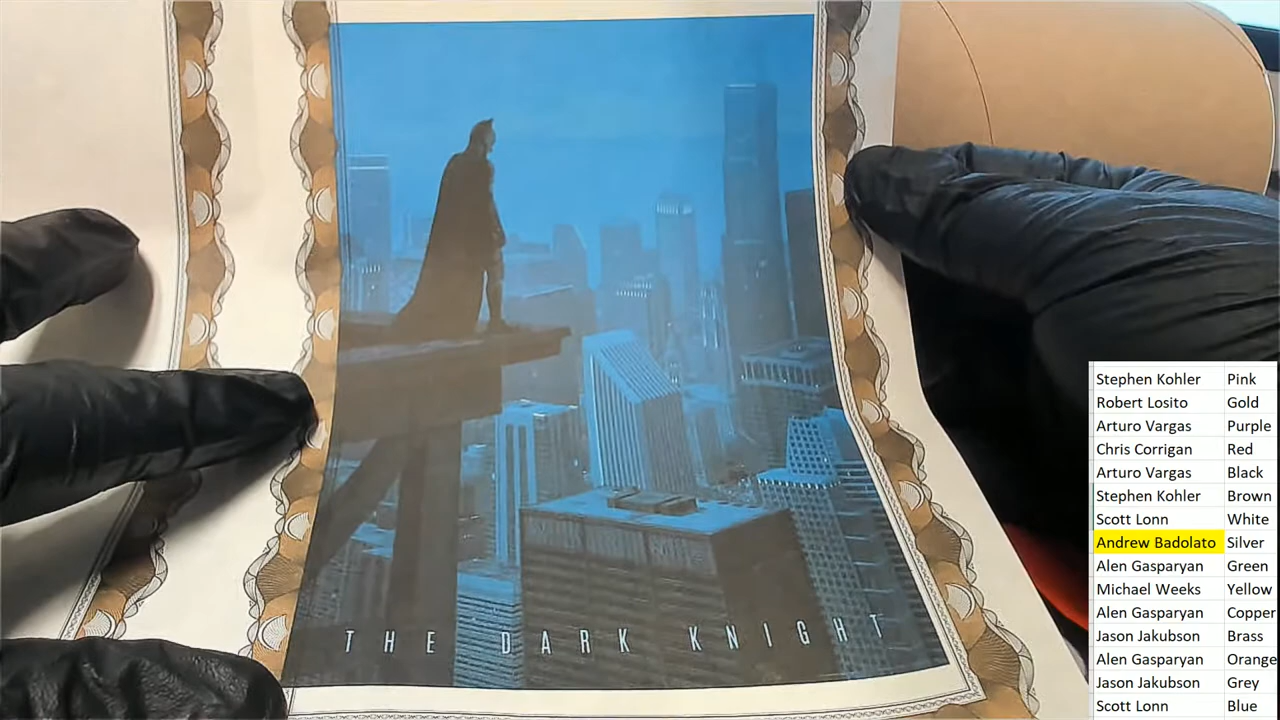 THE DARK KNIGHT
Stephen Kohler Pink
Robert Losito Gold
Arturo Vargas Purple
Chris Corrigan Red
Arturo Vargas Black
Stephen Kohler Brown
Scott Lonn White
Andrew Badolato Silver
Alen Gasparyan Green
Michael Weeks Yellow
Alen Gasparyan Copper
Jason Jakubson Brass
Alen Gasparyan Orange
Jason Jakubson Grey
Scott Lonn Blue